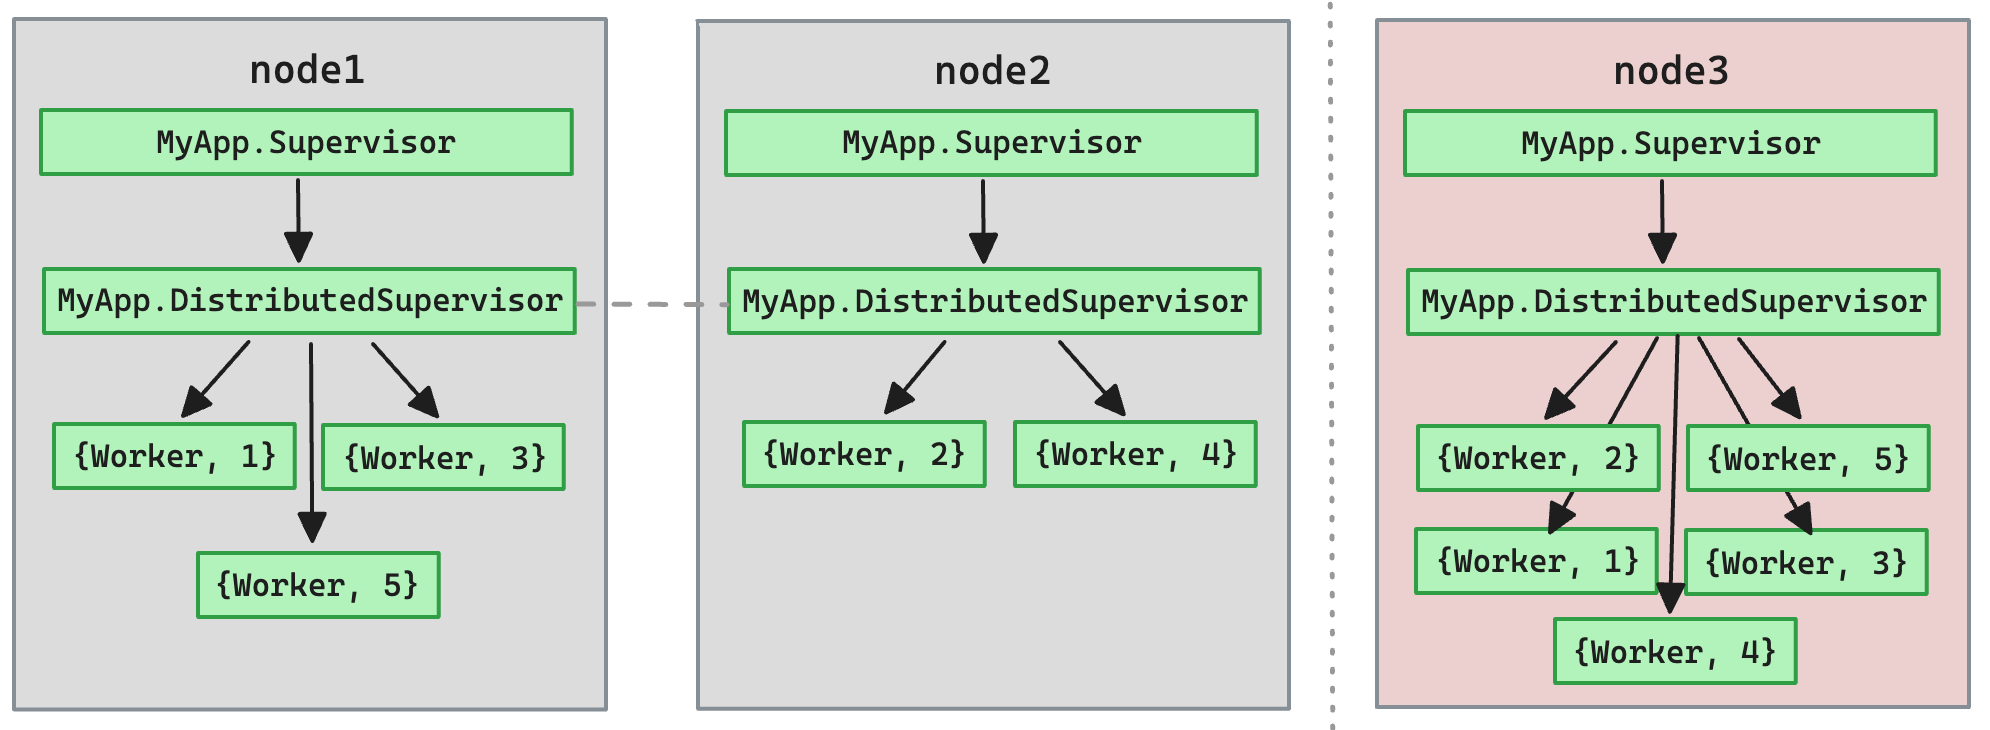 node1
MyApp.Supervisor
MyApp.DistributedSupervisor
{Worker, 1}
{Worker, 3}
{Worker, 5}
node2
MyApp.Supervisor
MyApp.DistributedSupervisor
{Worker, 2}
{Worker, 4}
node3
MyApp.Supervisor
MyApp.DistributedSupervisor
{Worker, 2}
{Worker, 5}
{Worker, 1}
{Worker, 3}
{Worker, 4}